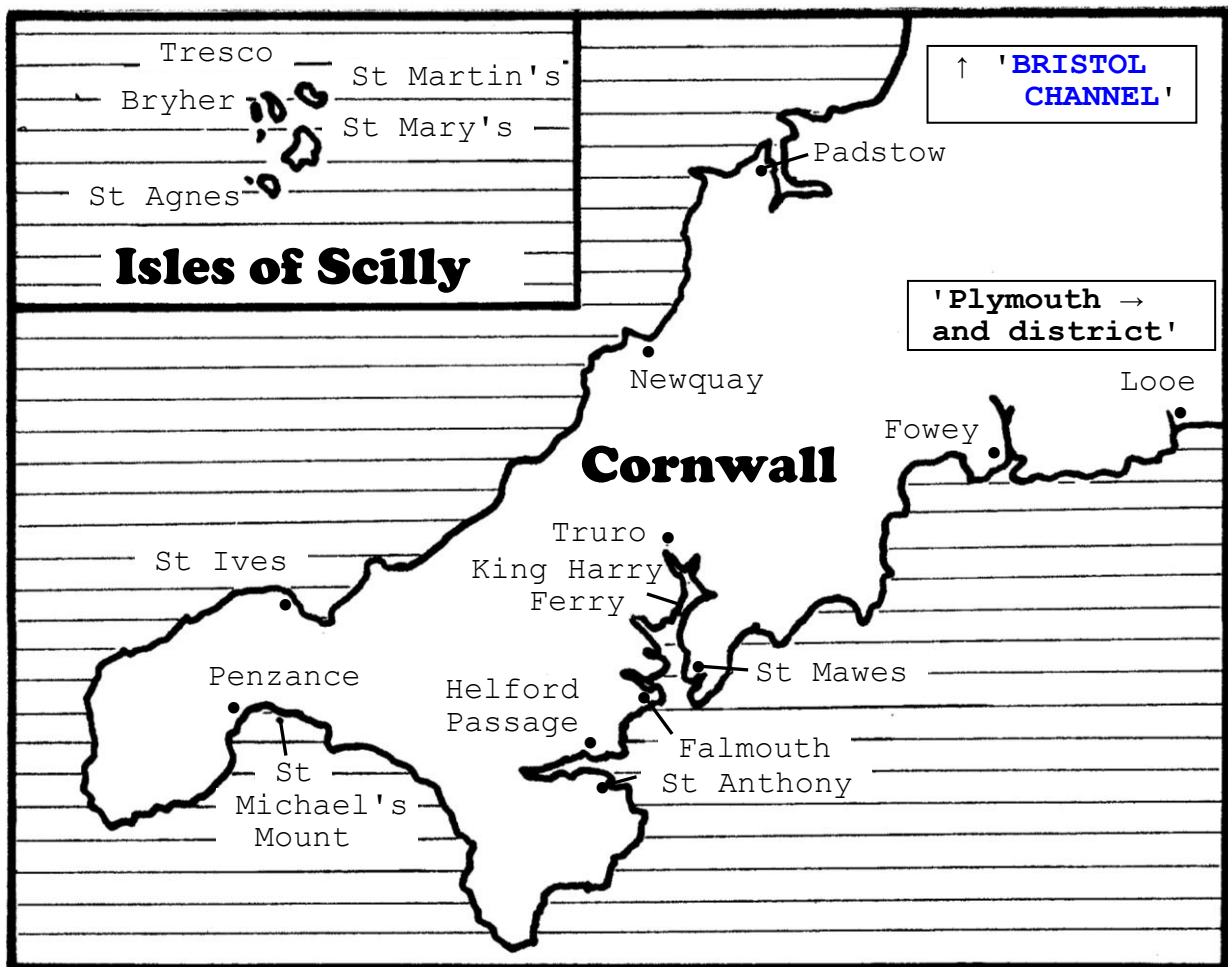 Tresco
St Martin's
Bryher
St Mary's
St Agnes
Isles of Scilly
↑ 'BRISTOL
CHANNEL'
Padstow
'Plymouth →
and district'
Newquay
Looe
Fowey
Cornwall
Truro
St Ives
King Harry
Ferry
Penzance
St Mawes
Helford
Passage
Falmouth
St
Michael's
Mount
St Anthony